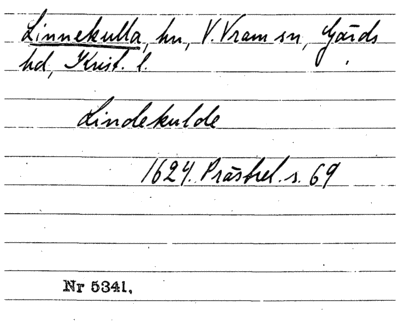 Linnekulla, hn, V. Vram sn, Gärds
hd, Krist. l.
Lindekulde
1624. Prästrel. s. 69
Nr 5341.